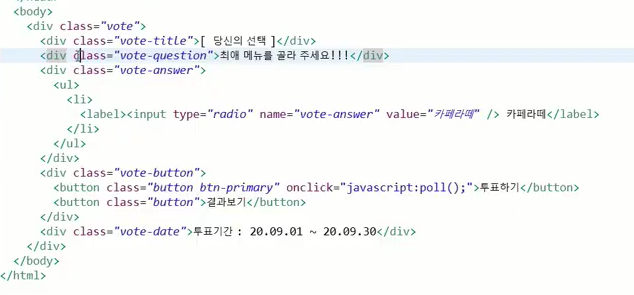 <body>
<div class="vote">
<div class="vote-title">[ 당신의 선택 ]</div>
<div class="vote-question">최애 메뉴를 골라 주세요!!!</div>
<div class="vote-answer">
<ul>
<li>
<label><input type="radio" name="vote-answer" value="카페라떼" /> 카페라떼</label>
</li>
</ul>
</div>
<div class="vote-button">
<button class="button btn-primary" onclick="javascript:poll();">투표하기</button>
<button class="button">결과보기</button>
</div>
<div class="vote-date">투표기간 : 20.09.01 ~ 20.09.30</div>
</div>
</body>
</html>